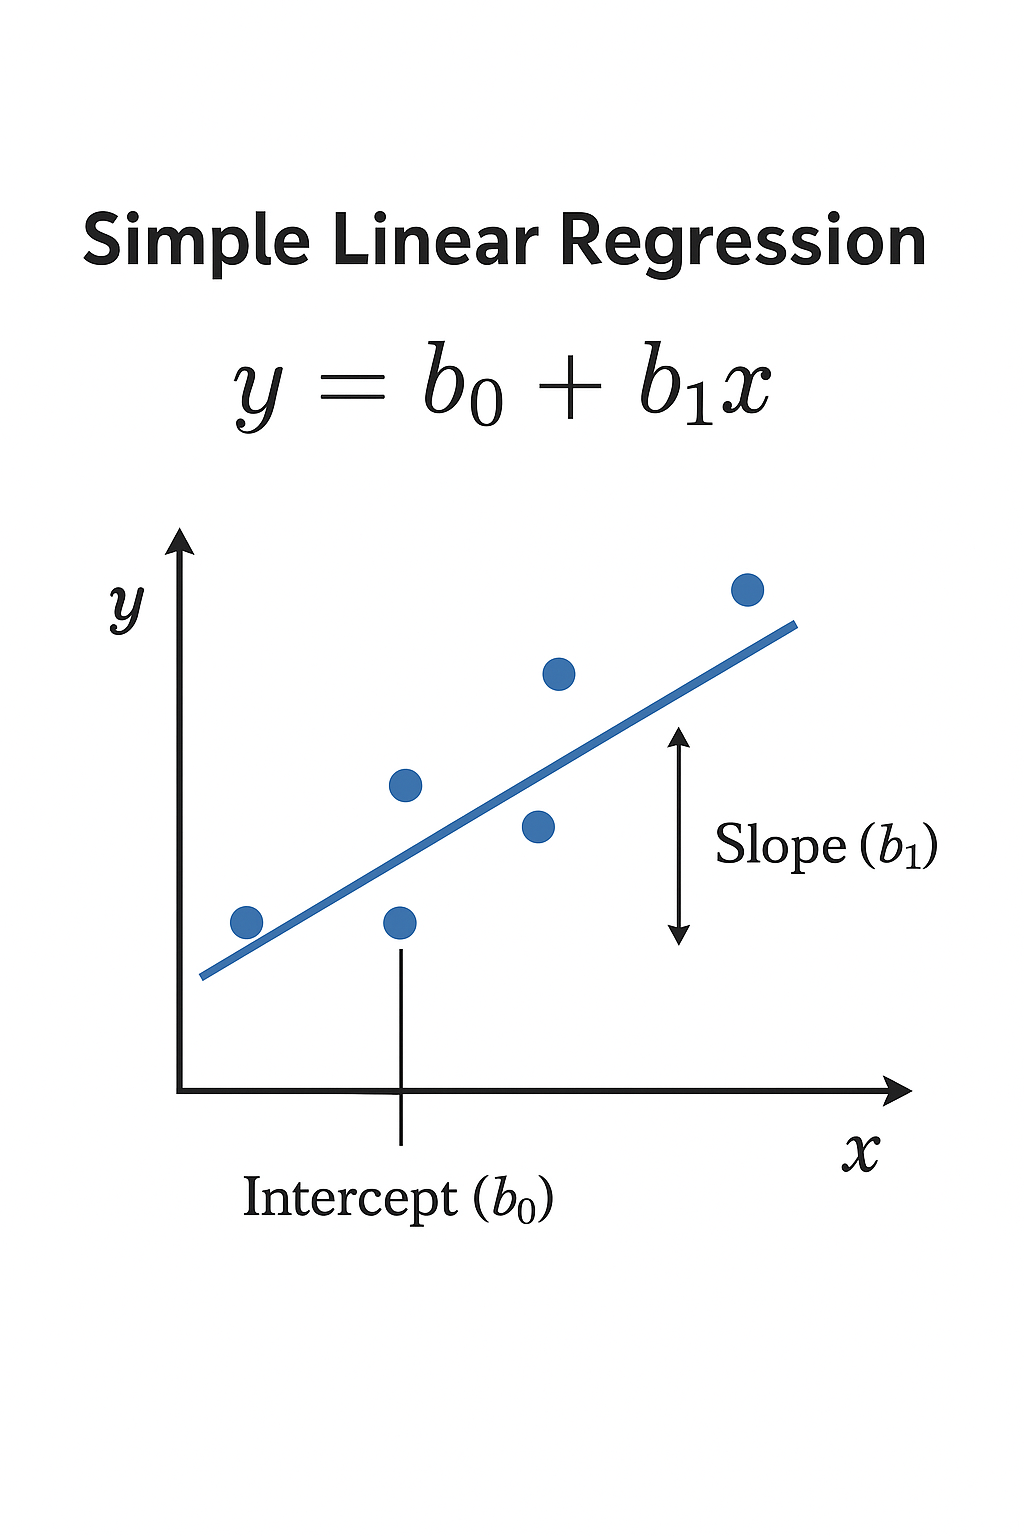 Simple Linear Regression
y = b₀ + b₁x
y
Slope (b₁)
x
Intercept (b₀)